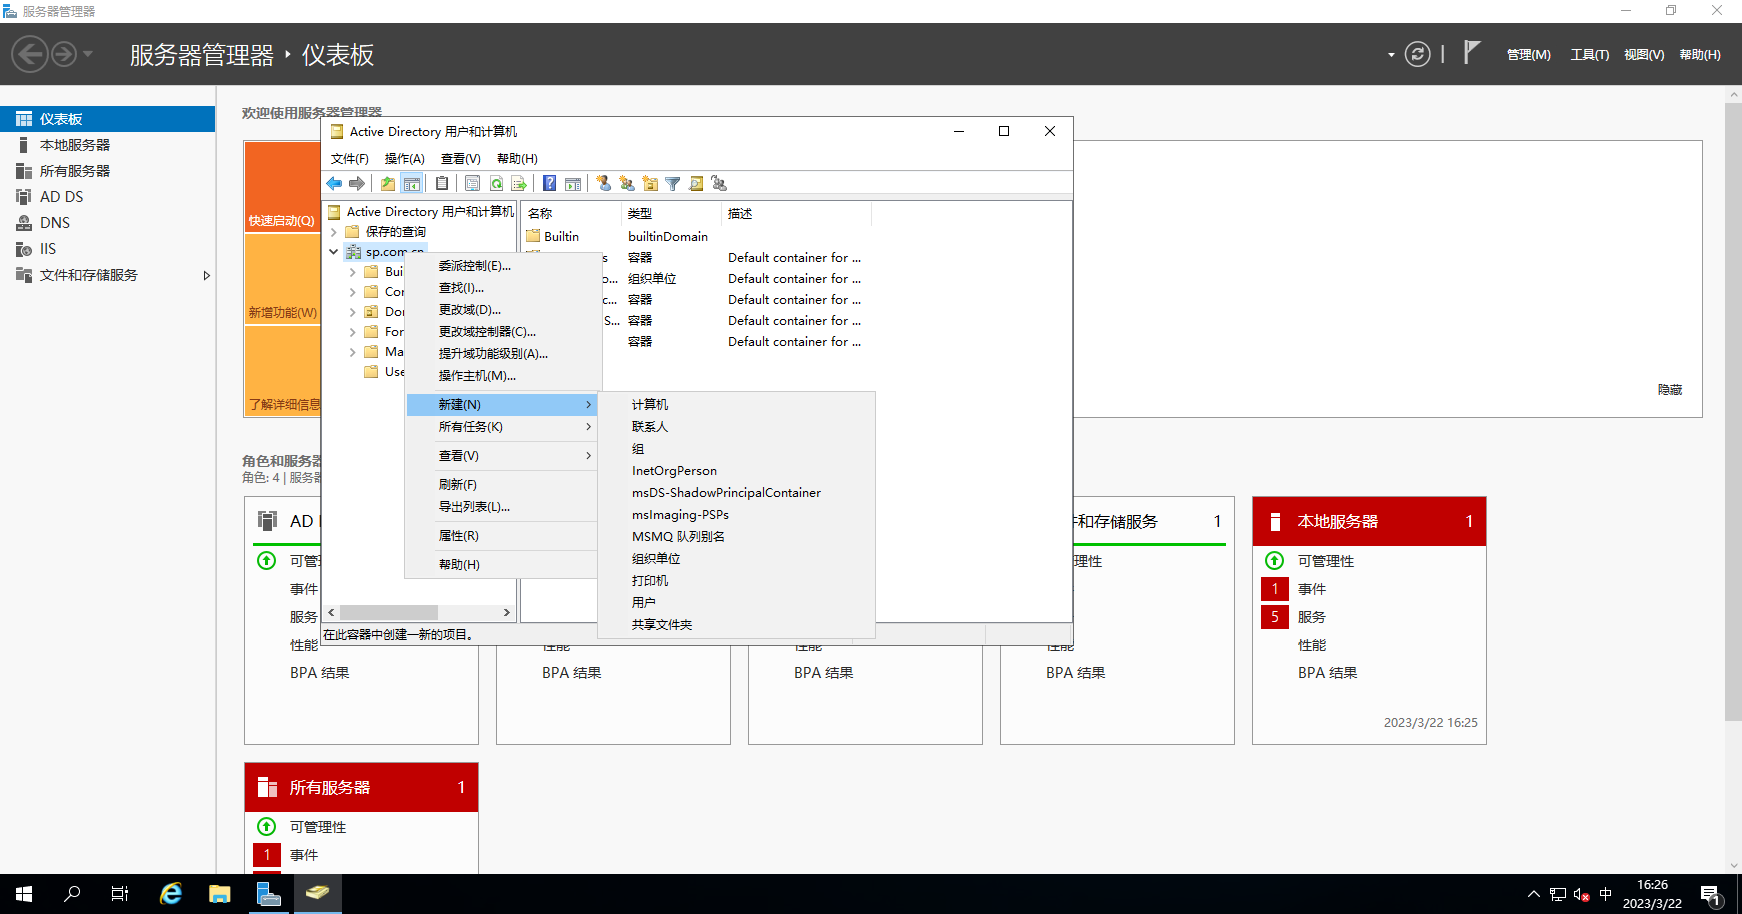 服务器管理器
服务器管理器 · 仪表板
管理(M) 工具(T) 视图(V) 帮助(H)
仪表板
本地服务器
所有服务器
AD DS
DNS
IIS
文件和存储服务
欢迎使用服务器管理器
快速启动(Q)
新增功能(W)
了解详细信息
隐藏
Active Directory 用户和计算机
文件(F) 操作(A) 查看(V) 帮助(H)
Active Directory 用户和计算机
保存的查询
sp.com.cn
Bui
Cor
Dor
For
Ma
Use
名称 类型 描述
Builtin builtinDomain
s 容器 Default container for ...
o... 组织单位 Default container for ...
c... 容器 Default container for ...
S... 容器 Default container for ...
容器 Default container for ...
委派控制(E)...
查找(I)...
更改域(D)...
更改域控制器(C)...
提升域功能级别(A)...
操作主机(M)...
新建(N)
所有任务(K)
查看(V)
刷新(F)
导出列表(L)...
属性(R)
帮助(H)
计算机
联系人
组
InetOrgPerson
msDS-ShadowPrincipalContainer
msImaging-PSPs
MSMQ 队列别名
组织单位
打印机
用户
共享文件夹
在此容器中创建一新的项目。
角色和服务器
角色: 4 | 服务器
AD
可管
事件
服务
性能
BPA 结果
性能
BPA 结果
性能
BPA 结果
件和存储服务 1
理性
性能
BPA 结果
本地服务器 1
可管理性
1 事件
5 服务
性能
BPA 结果
2023/3/22 16:25
所有服务器 1
可管理性
1 事件
中
16:26
2023/3/22
1